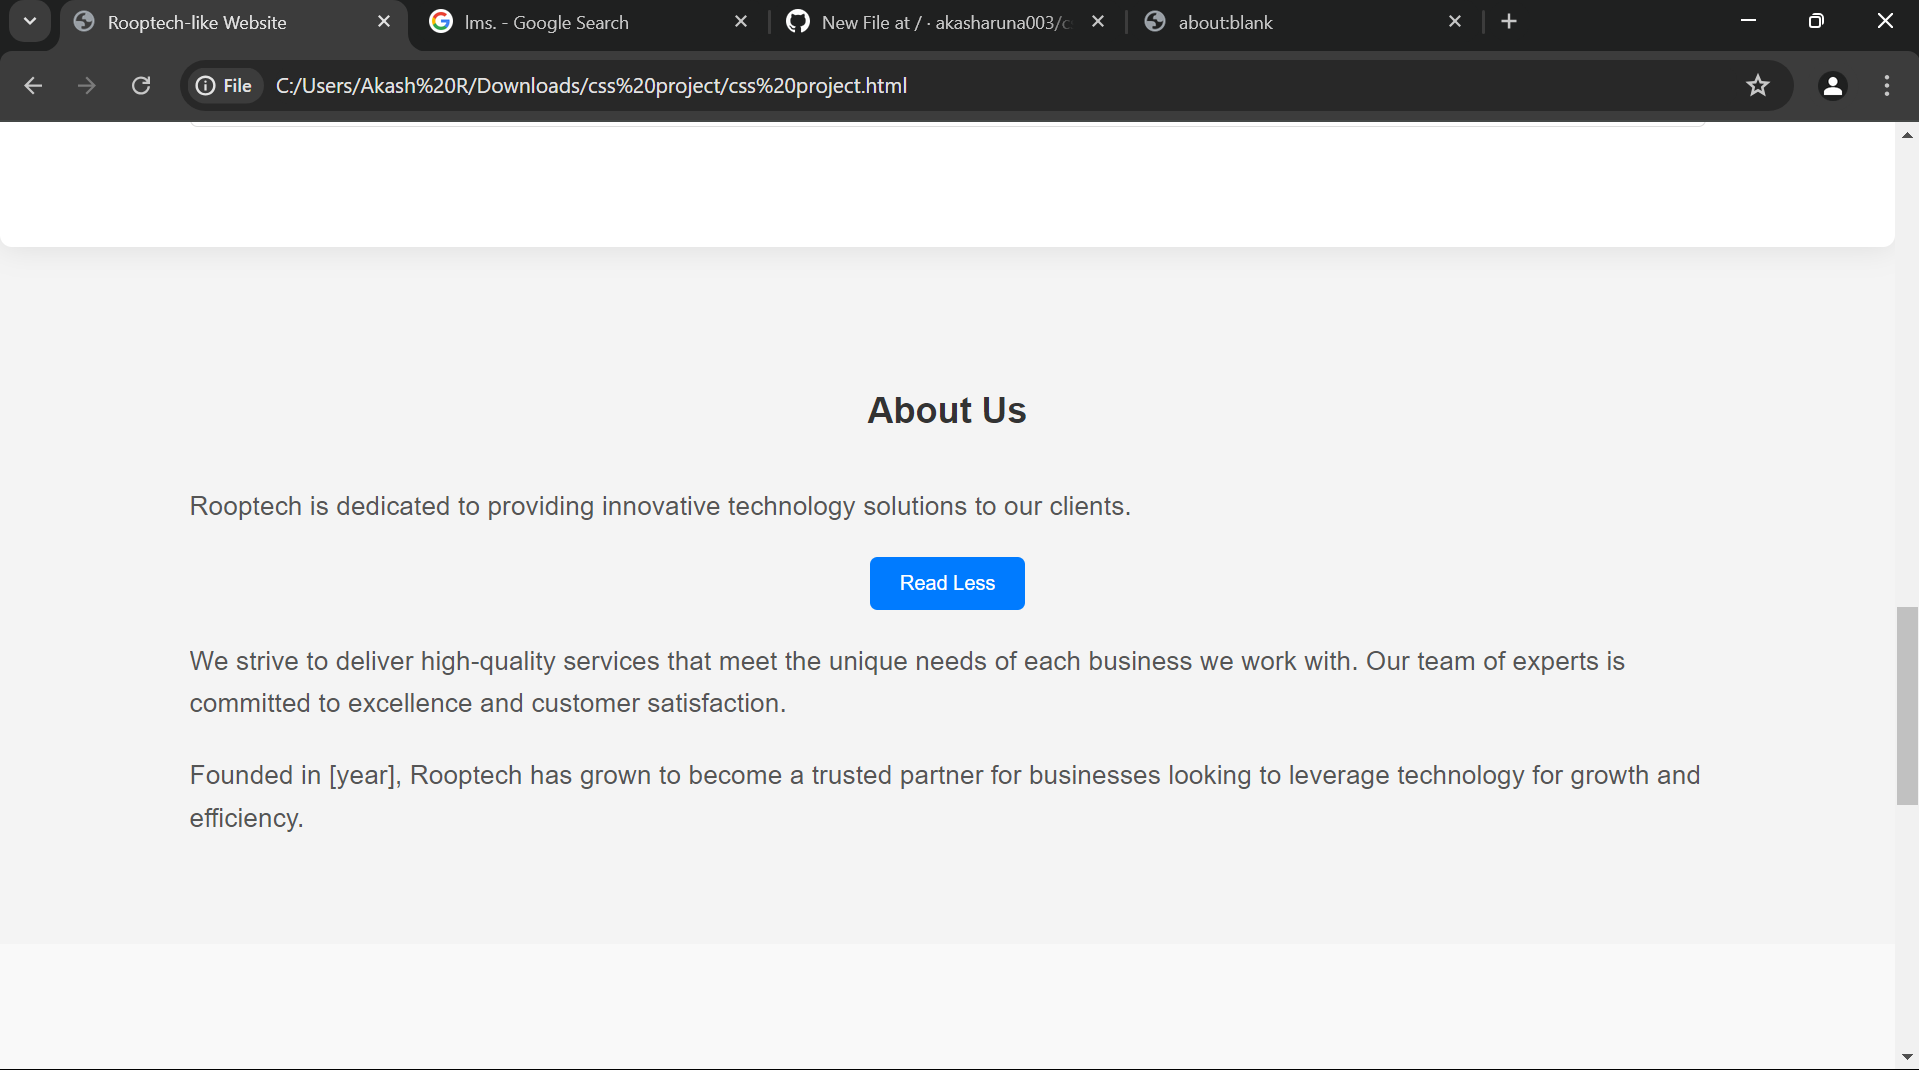 Rooptech-like Website
lms. - Google Search
New File at / · akasharuna003/c
about:blank
File
C:/Users/Akash%20R/Downloads/css%20project/css%20project.html
About Us
Rooptech is dedicated to providing innovative technology solutions to our clients.
Read Less
We strive to deliver high-quality services that meet the unique needs of each business we work with. Our team of experts is
committed to excellence and customer satisfaction.
Founded in [year], Rooptech has grown to become a trusted partner for businesses looking to leverage technology for growth and
efficiency.